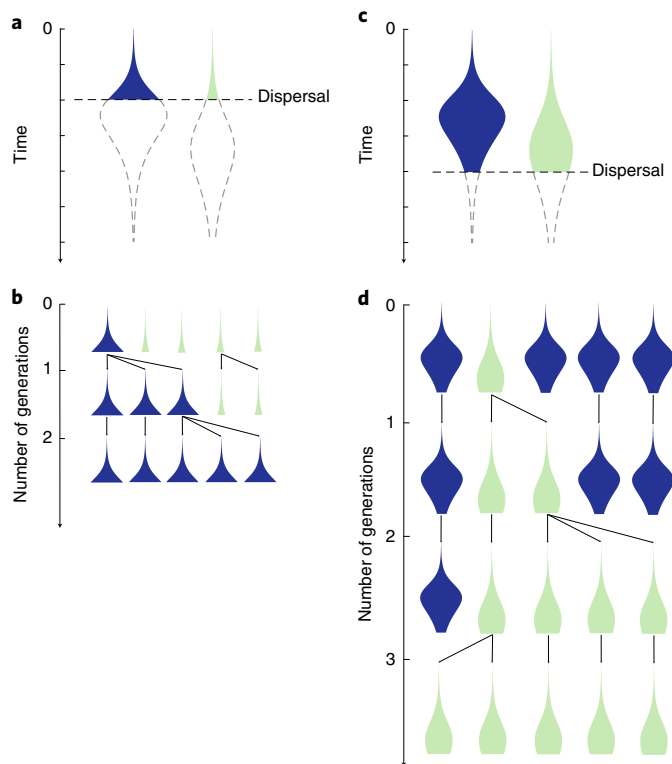 a
0
Dispersal
Time
c
0
Dispersal
Time
b
0
1
2
Number of generations
d
0
1
2
3
Number of generations